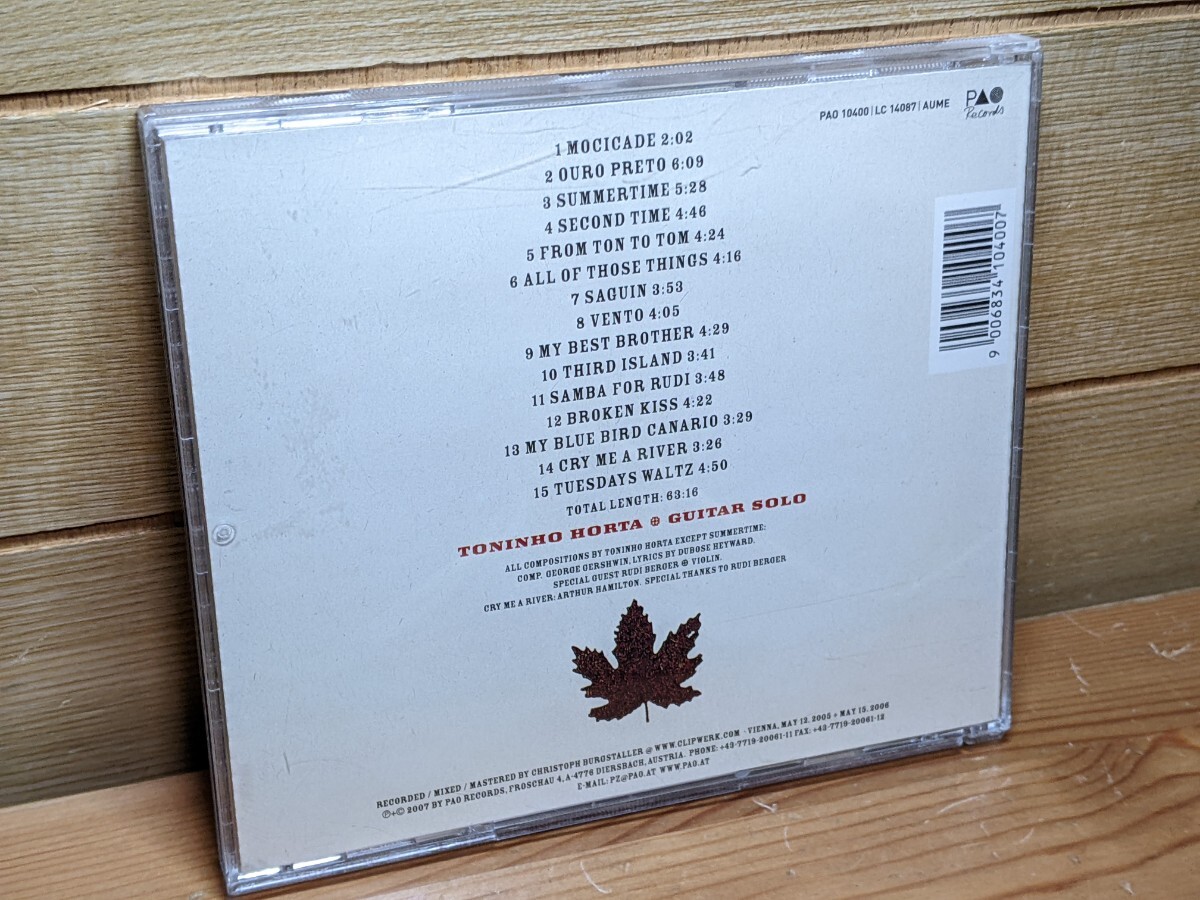 PAO 10400 | LC 14087 | AUME
PAO
Records
1 MOCICADE 2:02
2 OURO PRETO 6:09
3 SUMMERTIME 5:28
4 SECOND TIME 4:46
5 FROM TON TO TOM 4:24
6 ALL OF THOSE THINGS 4:16
7 SAGUIN 3:53
8 VENTO 4:05
9 MY BEST BROTHER 4:29
10 THIRD ISLAND 3:41
11 SAMBA FOR RUDI 3:48
12 BROKEN KISS 4:22
13 MY BLUE BIRD CANARIO 3:29
14 CRY ME A RIVER 3:26
15 TUESDAYS WALTZ 4:50
TOTAL LENGTH: 63:16
TONINHO HORTA ⊕ GUITAR SOLO
ALL COMPOSITIONS BY TONINHO HORTA EXCEPT SUMMERTIME:
COMP. GEORGE GERSHWIN, LYRICS BY DUBOSE HEYWARD.
SPECIAL GUEST RUDI BERGER ⊕ VIOLIN.
CRY ME A RIVER: ARTHUR HAMILTON. SPECIAL THANKS TO RUDI BERGER
9 006834 104007
RECORDED / MIXED / MASTERED BY CHRISTOPH BURGSTALLER @ WWW.CLIPWERK.COM · VIENNA, MAY 12. 2005 + MAY 15. 2006
℗+© 2007 BY PAO RECORDS, FROSCHAU 4, A-4776 DIERSBACH, AUSTRIA. PHONE: +43-7719-20061-11 FAX: +43-7719-20061-12
E-MAIL: PZ@PAO.AT WWW.PAO.AT